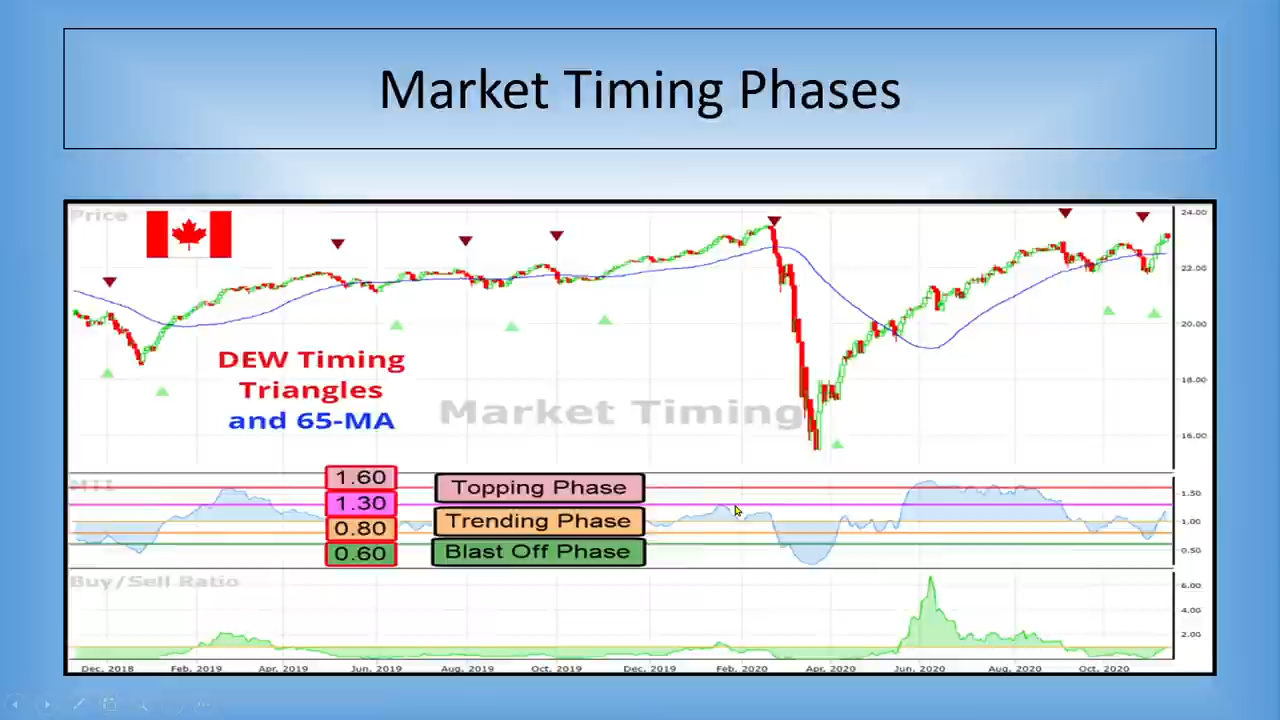 Market Timing Phases
Price
24.00
22.00
20.00
18.00
16.00
DEW Timing
Triangles
and 65-MA
Market Timing
MTI
1.60
1.30
0.80
0.60
Topping Phase
Trending Phase
Blast Off Phase
1.50
1.00
0.50
Buy/Sell Ratio
6.00
4.00
2.00
Dec, 2018
Feb, 2019
Apr, 2019
Jun, 2019
Aug, 2019
Oct, 2019
Dec, 2019
Feb, 2020
Apr, 2020
Jun, 2020
Aug, 2020
Oct, 2020